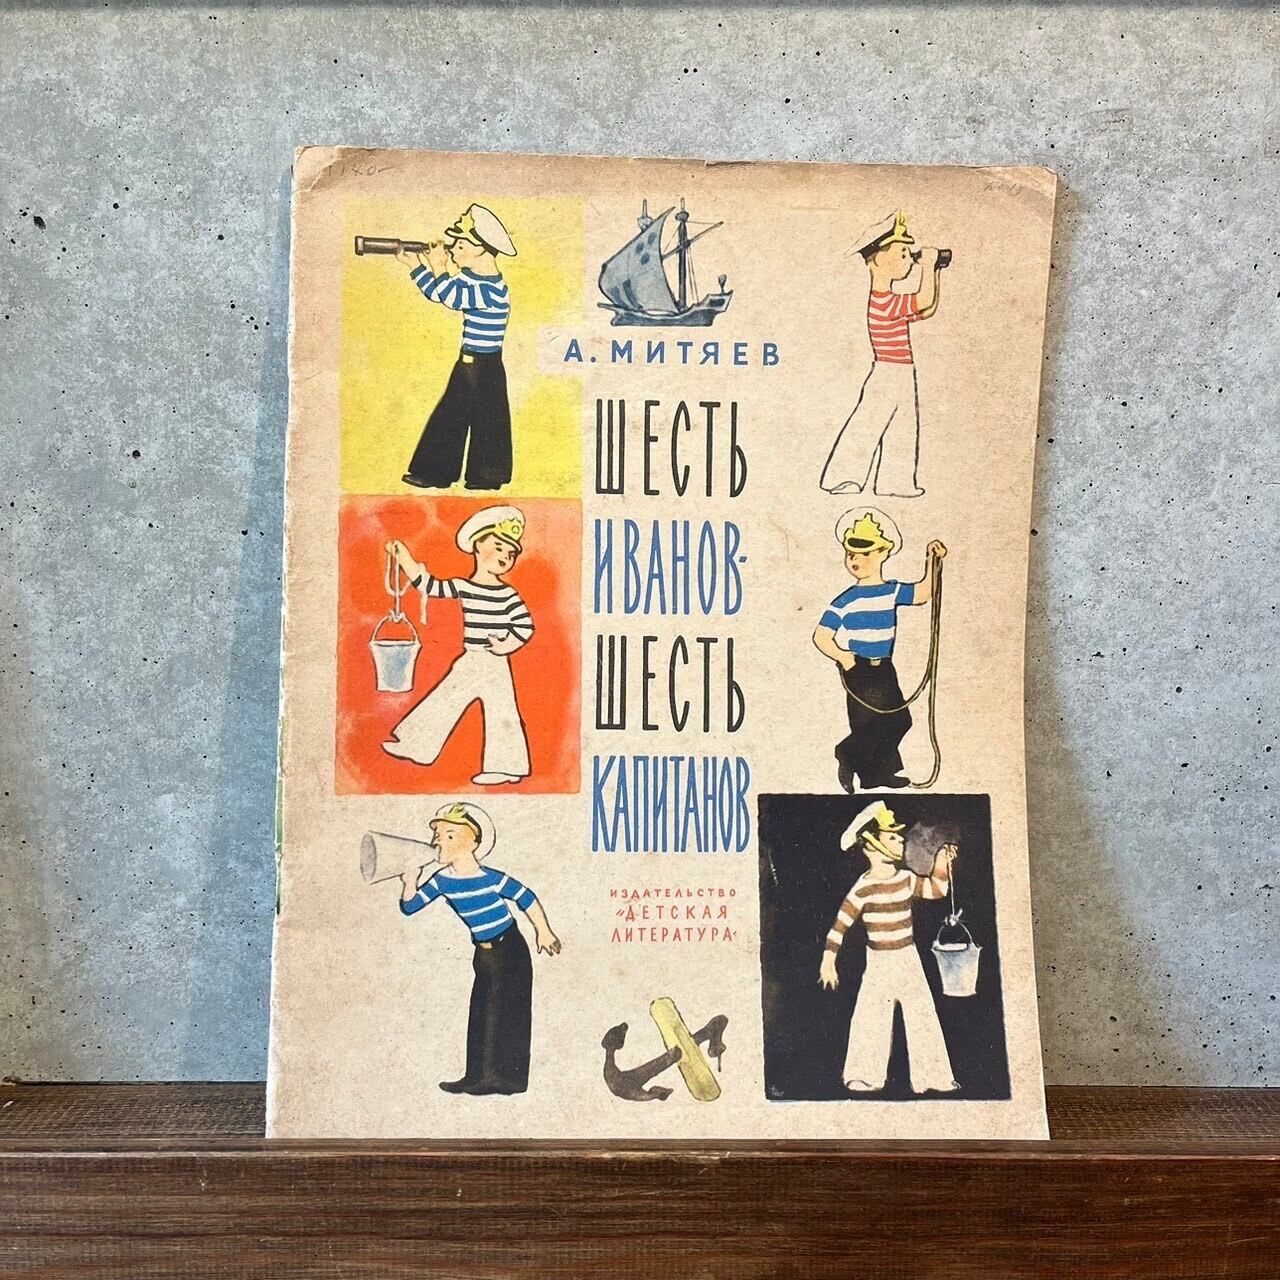 А. МИТЯЕВ
ШЕСТЬ
ИВАНОВ-
ШЕСТЬ
КАПИТАНОВ
ИЗДАТЕЛЬСТВО
"ДЕТСКАЯ
ЛИТЕРАТУРА"